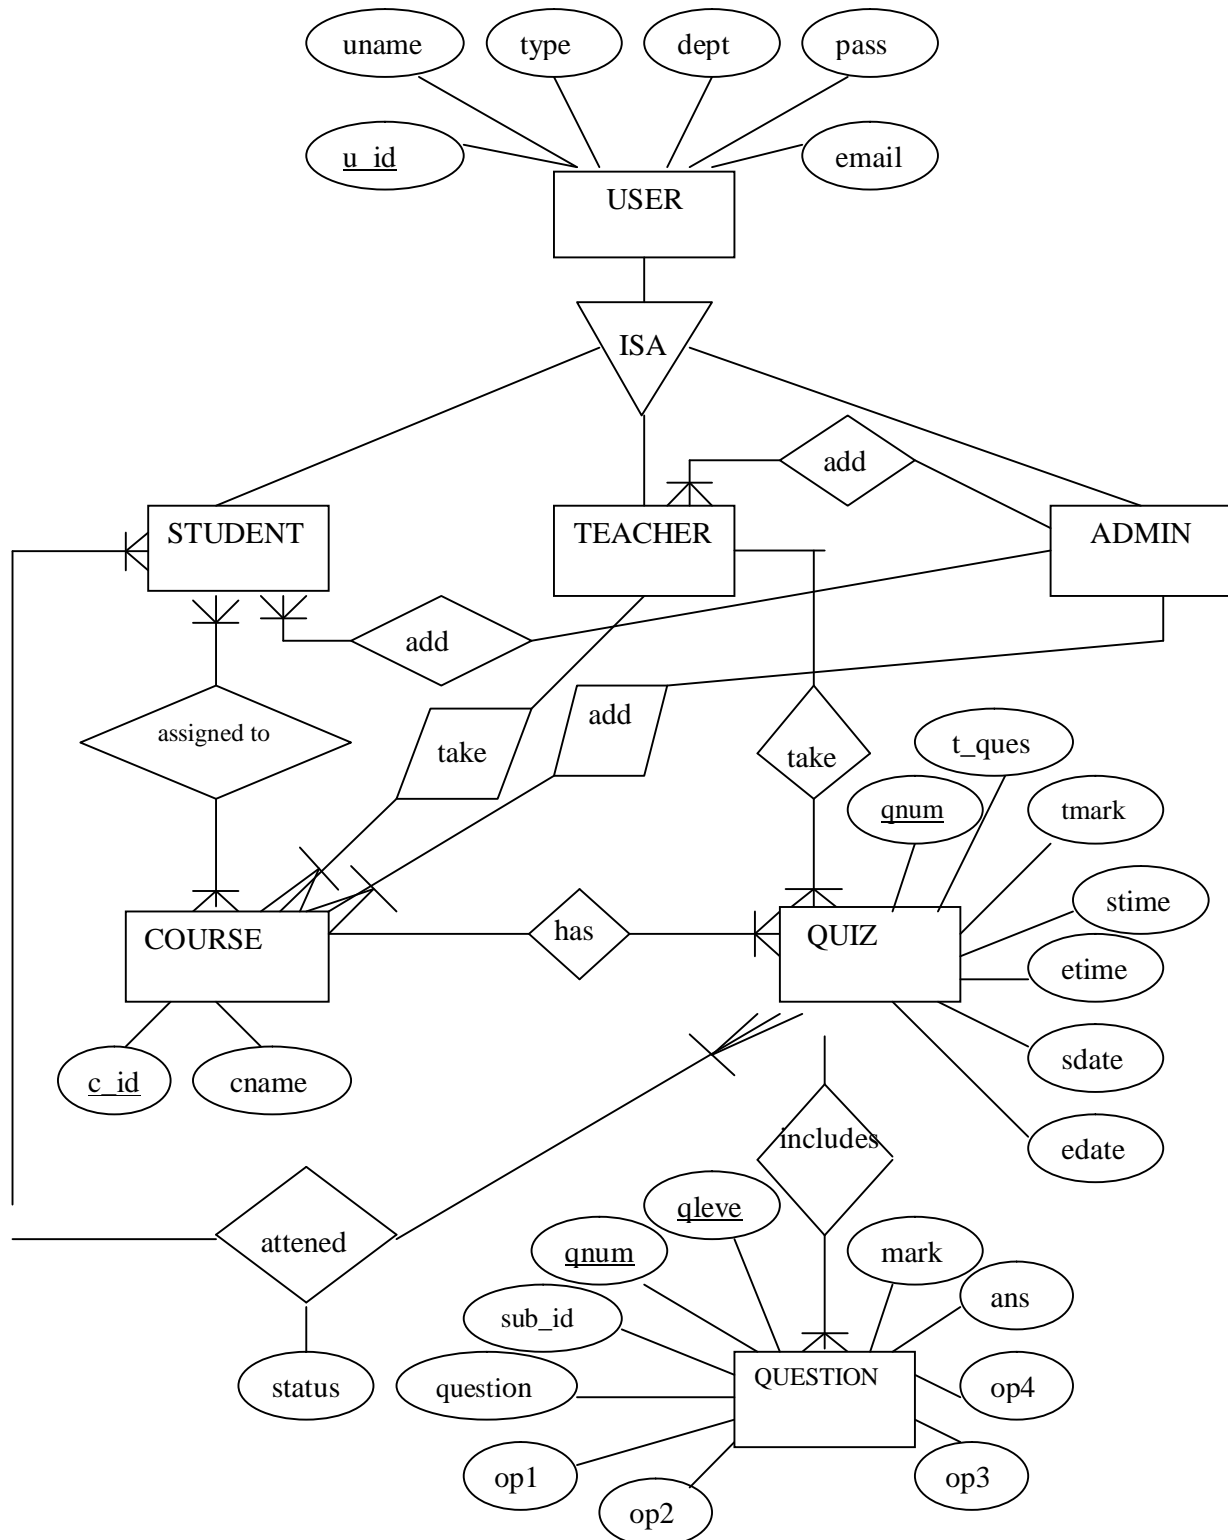 uname
type
dept
pass
u_id
email
USER
ISA
add
STUDENT
TEACHER
ADMIN
add
add
assigned to
take
take
t_ques
qnum
tmark
stime
COURSE
has
QUIZ
etime
sdate
c_id
cname
edate
includes
qleve
attened
qnum
mark
ans
sub_id
QUESTION
status
question
op4
op1
op3
op2